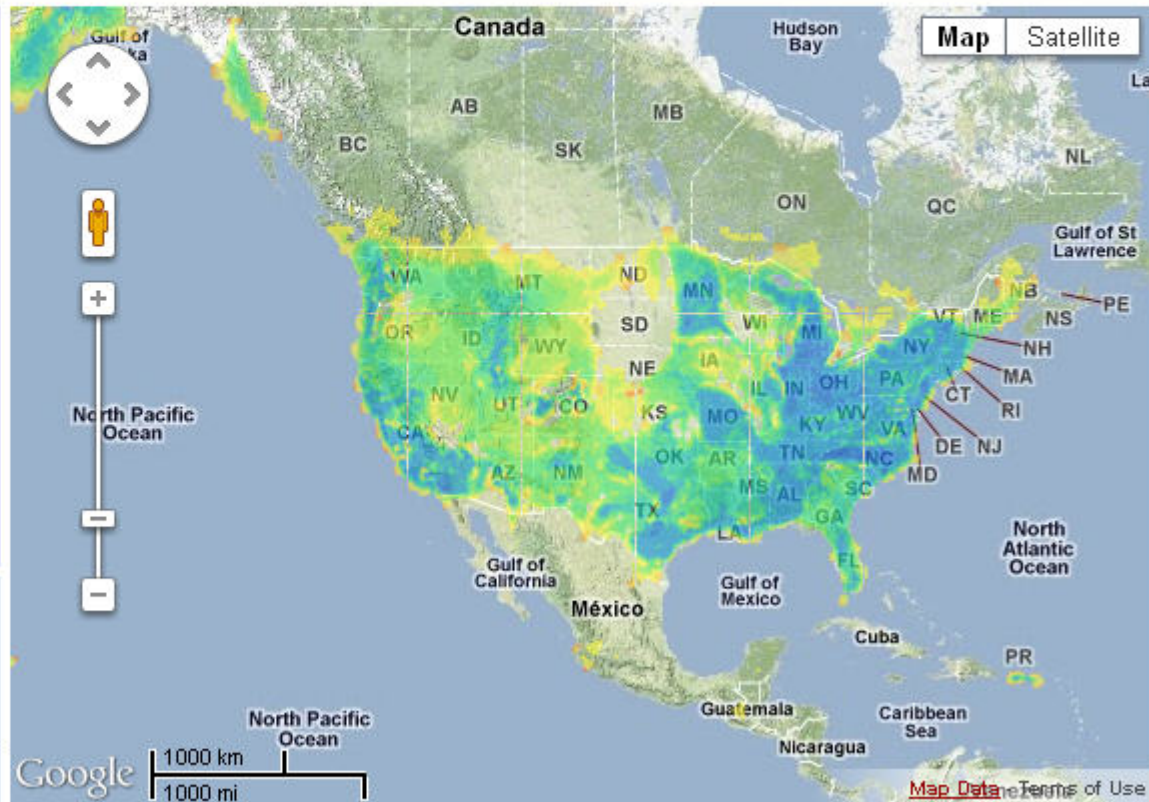 Canada
Hudson
Bay
Map
Satellite
Gulf of
AB
MB
BC
SK
ON
QC
NL
Gulf of St
Lawrence
WA
MT
ND
MN
NB
PE
OR
ID
SD
Wi
MI
VT
ME
NS
WY
NE
IA
NY
NH
MA
NV
UT
CO
KS
IL
IN
OH
PA
CT
RI
North Pacific
Ocean
CA
MO
KY
WV
VA
DE
NJ
AZ
NM
OK
AR
TN
NC
MD
TX
MS
AL
SC
GA
LA
FL
North
Atlantic
Ocean
Gulf of
California
Gulf of
Mexico
México
Cuba
PR
Guatemala
Caribbean
Sea
Nicaragua
North Pacific
Ocean
Google
1000 km
1000 mi
Map Data - Terms of Use